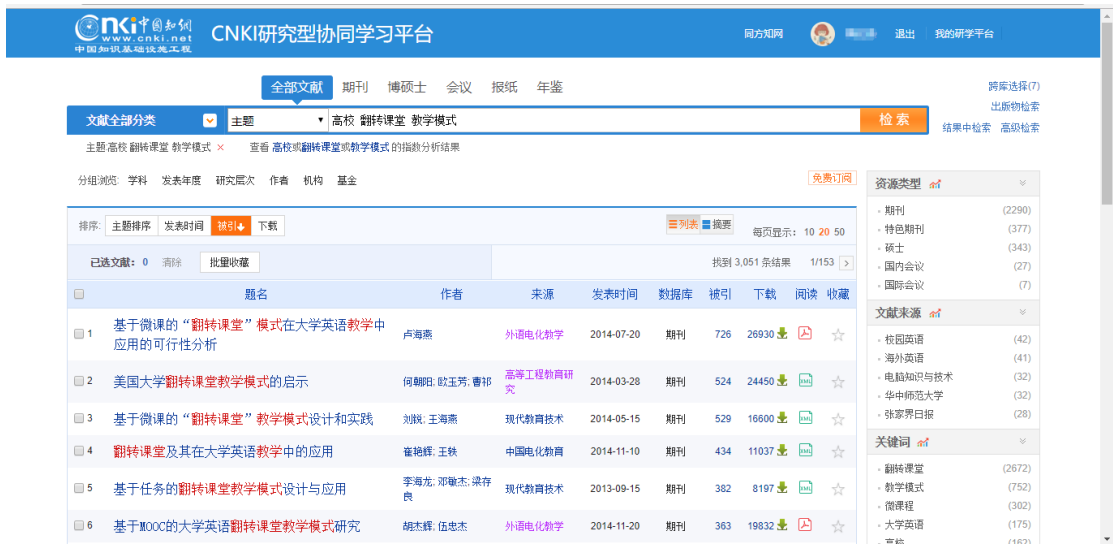 cnki 中国知网
www.cnki.net
中国知识基础设施工程
CNKI研究型协同学习平台
同方知网
退出
我的研学平台
全部文献 期刊 博硕士 会议 报纸 年鉴
跨库选择(7)
出版物检索
文献全部分类 主题 高校 翻转课堂 教学模式 检索
结果中检索 高级检索
主题:高校 翻转课堂 教学模式 × 查看 高校或翻转课堂或教学模式 的指数分析结果
分组浏览: 学科 发表年度 研究层次 作者 机构 基金 免费订阅
排序: 主题排序 发表时间 被引 下载 列表 摘要 每页显示: 10 20 50
已选文献: 0 清除 批量收藏 找到 3,051 条结果 1/153 >
题名 作者 来源 发表时间 数据库 被引 下载 阅读 收藏
1 基于微课的“翻转课堂”模式在大学英语教学中 卢海燕 外语电化教学 2014-07-20 期刊 726 26930
应用的可行性分析
2 美国大学翻转课堂教学模式的启示 何朝阳; 欧玉芳; 曹祁 高等工程教育研 2014-03-28 期刊 524 24450 XML
究
3 基于微课的“翻转课堂”教学模式设计和实践 刘锐; 王海燕 现代教育技术 2014-05-15 期刊 529 16600 XML
4 翻转课堂及其在大学英语教学中的应用 崔艳辉; 王轶 中国电化教育 2014-11-10 期刊 434 11037 XML
5 基于任务的翻转课堂教学模式设计与应用 李海龙; 邓敏杰; 梁存 现代教育技术 2013-09-15 期刊 382 8197 XML
良
6 基于MOOC的大学英语翻转课堂教学模式研究 胡杰辉; 伍忠杰 外语电化教学 2014-11-20 期刊 363 19832
资源类型
期刊 (2290)
特色期刊 (377)
硕士 (343)
国内会议 (27)
国际会议 (7)
文献来源
校园英语 (42)
海外英语 (41)
电脑知识与技术 (32)
华中师范大学 (32)
张家界日报 (28)
关键词
翻转课堂 (2672)
教学模式 (752)
微课程 (302)
大学英语 (175)
高校 (162)